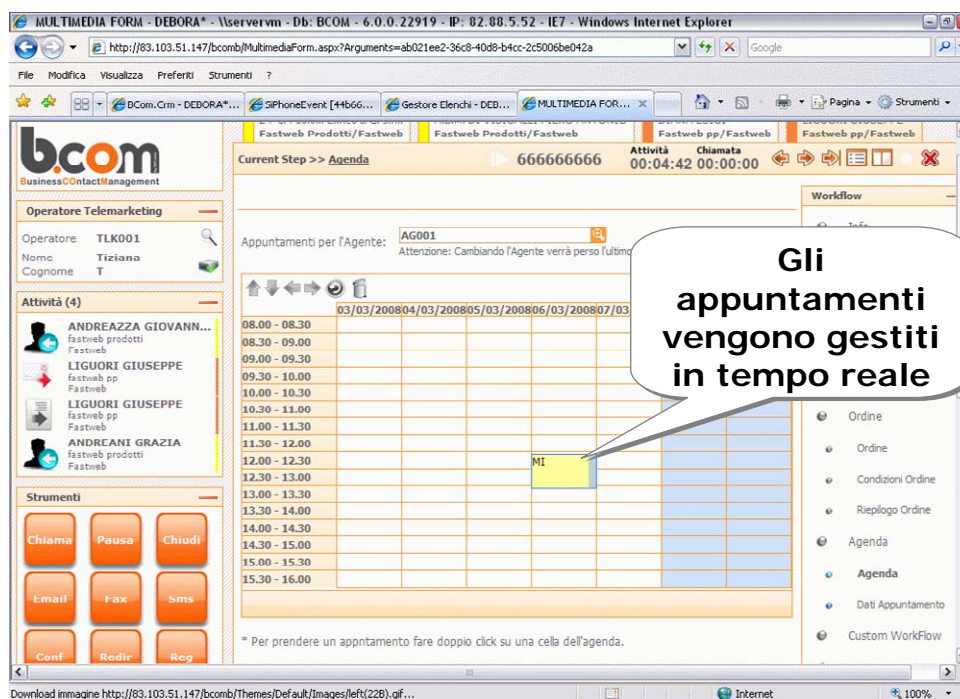 MULTIMEDIA FORM - DEBORA* - \\servervm - Db: BCOM - 6.0.0.22919 - IP: 82.88.5.52 - IE7 - Windows Internet Explorer
http://83.103.51.147/bcomb/MultimediaForm.aspx?Arguments=ab021ee2-36c8-40d8-b4cc-2c5006be042a
Google
File Modifica Visualizza Preferiti Strumenti ?
BCom.Crm - DEBORA*... SiPhoneEvent [44b66... Gestore Elenchi - DEB... MULTIMEDIA FOR... Pagina Strumenti
Fastweb Prodotti/Fastweb Fastweb Prodotti/Fastweb Fastweb pp/Fastweb Fastweb pp/Fastweb
b.com
BusinessCOntactManagement
Current Step >> Agenda
666666666
Attività Chiamata
00:04:42 00:00:00
Operatore Telemarketing
Operatore TLK001
Nome Tiziana
Cognome T
Attività (4)
ANDREAZZA GIOVANN...
fastweb prodotti
Fastweb
LIGUORI GIUSEPPE
fastweb pp
Fastweb
LIGUORI GIUSEPPE
fastweb pp
Fastweb
ANDREANI GRAZIA
fastweb prodotti
Fastweb
Strumenti
Chiama Pausa Chiudi
Email Fax Sms
Conf Redir Reg
Appuntamenti per l'Agente: AG001
Attenzione: Cambiando l'Agente verrà perso l'ultimo
03/03/2008 04/03/2008 05/03/2008 06/03/2008 07/03
08.00 - 08.30
08.30 - 09.00
09.00 - 09.30
09.30 - 10.00
10.00 - 10.30
10.30 - 11.00
11.00 - 11.30
11.30 - 12.00
12.00 - 12.30 MI
12.30 - 13.00
13.00 - 13.30
13.30 - 14.00
14.00 - 14.30
14.30 - 15.00
15.00 - 15.30
15.30 - 16.00
* Per prendere un appntamento fare doppio click su una cella dell'agenda.
Gli
appuntamenti
vengono gestiti
in tempo reale
Workflow
Info
Ordine
Ordine
Condizioni Ordine
Riepilogo Ordine
Agenda
Agenda
Dati Appuntamento
Custom WorkFlow
Download immagine http://83.103.51.147/bcomb/Themes/Default/Images/left(22B).gif...
Internet
100%